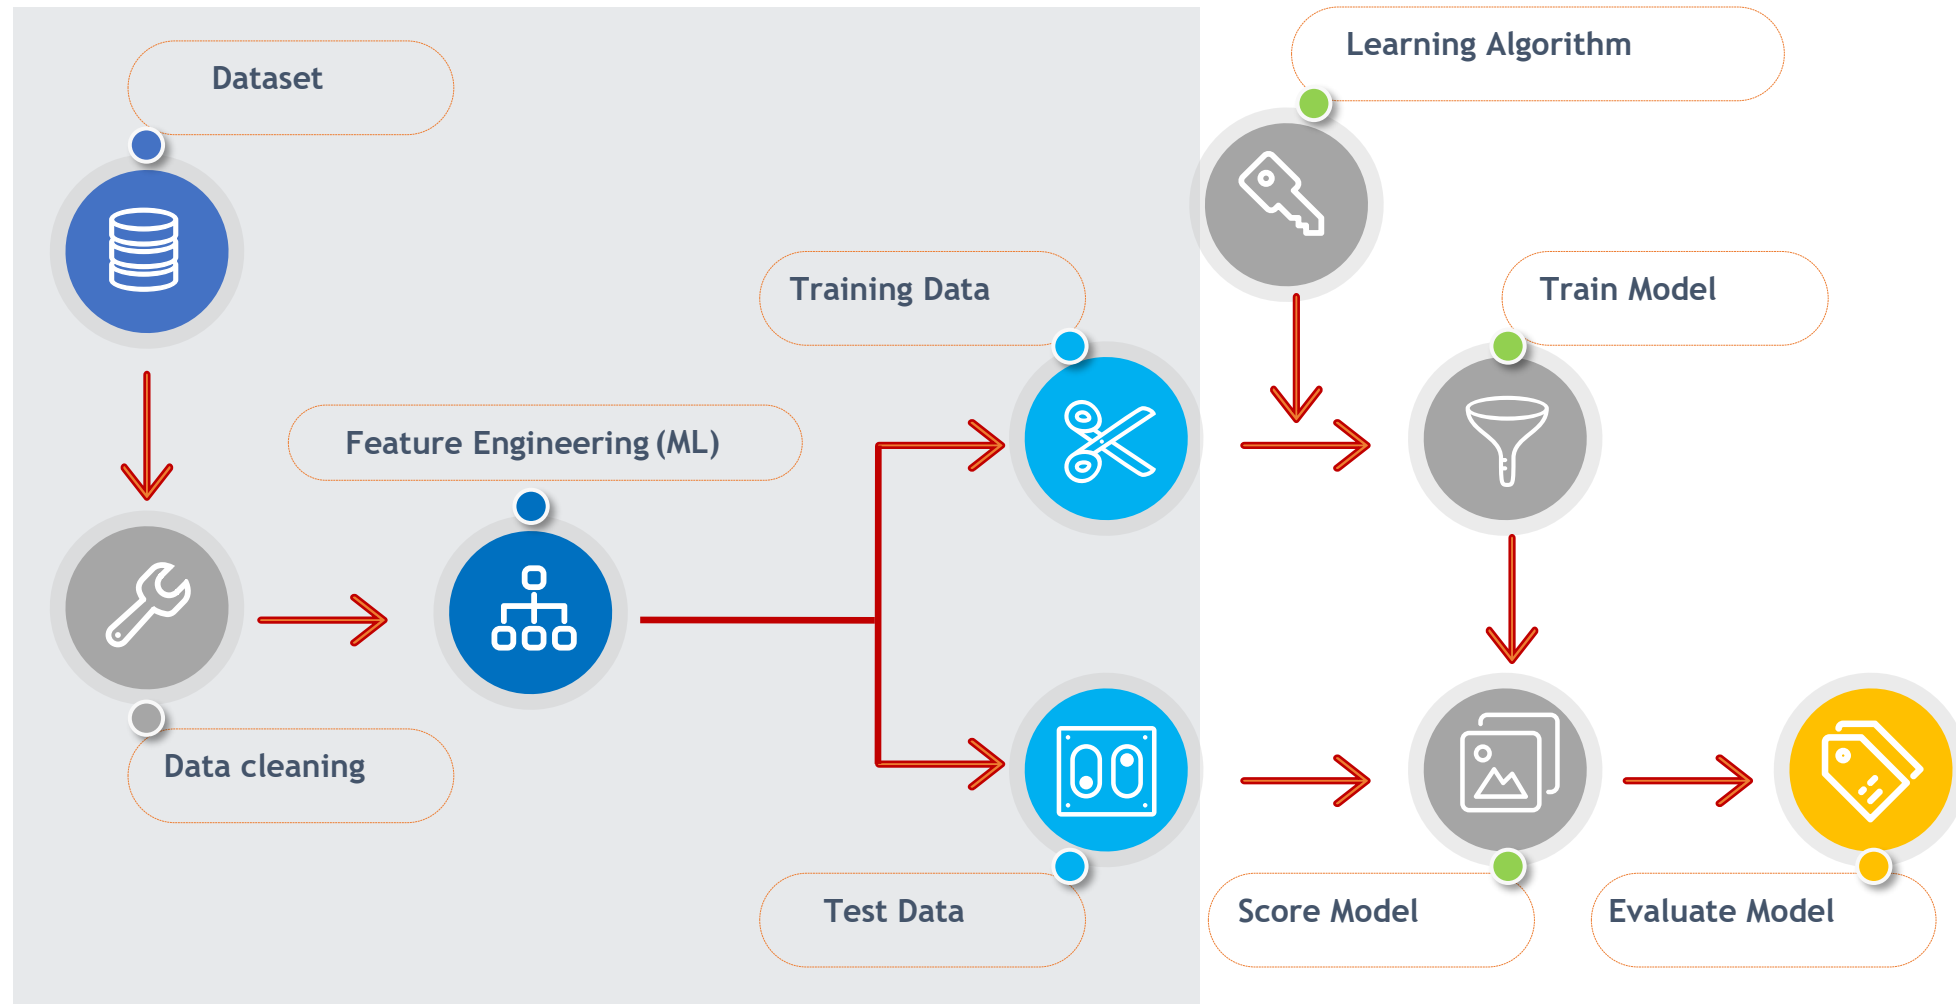 Dataset
Learning Algorithm
Training Data
Train Model
Feature Engineering (ML)
Data cleaning
Test Data
Score Model
Evaluate Model